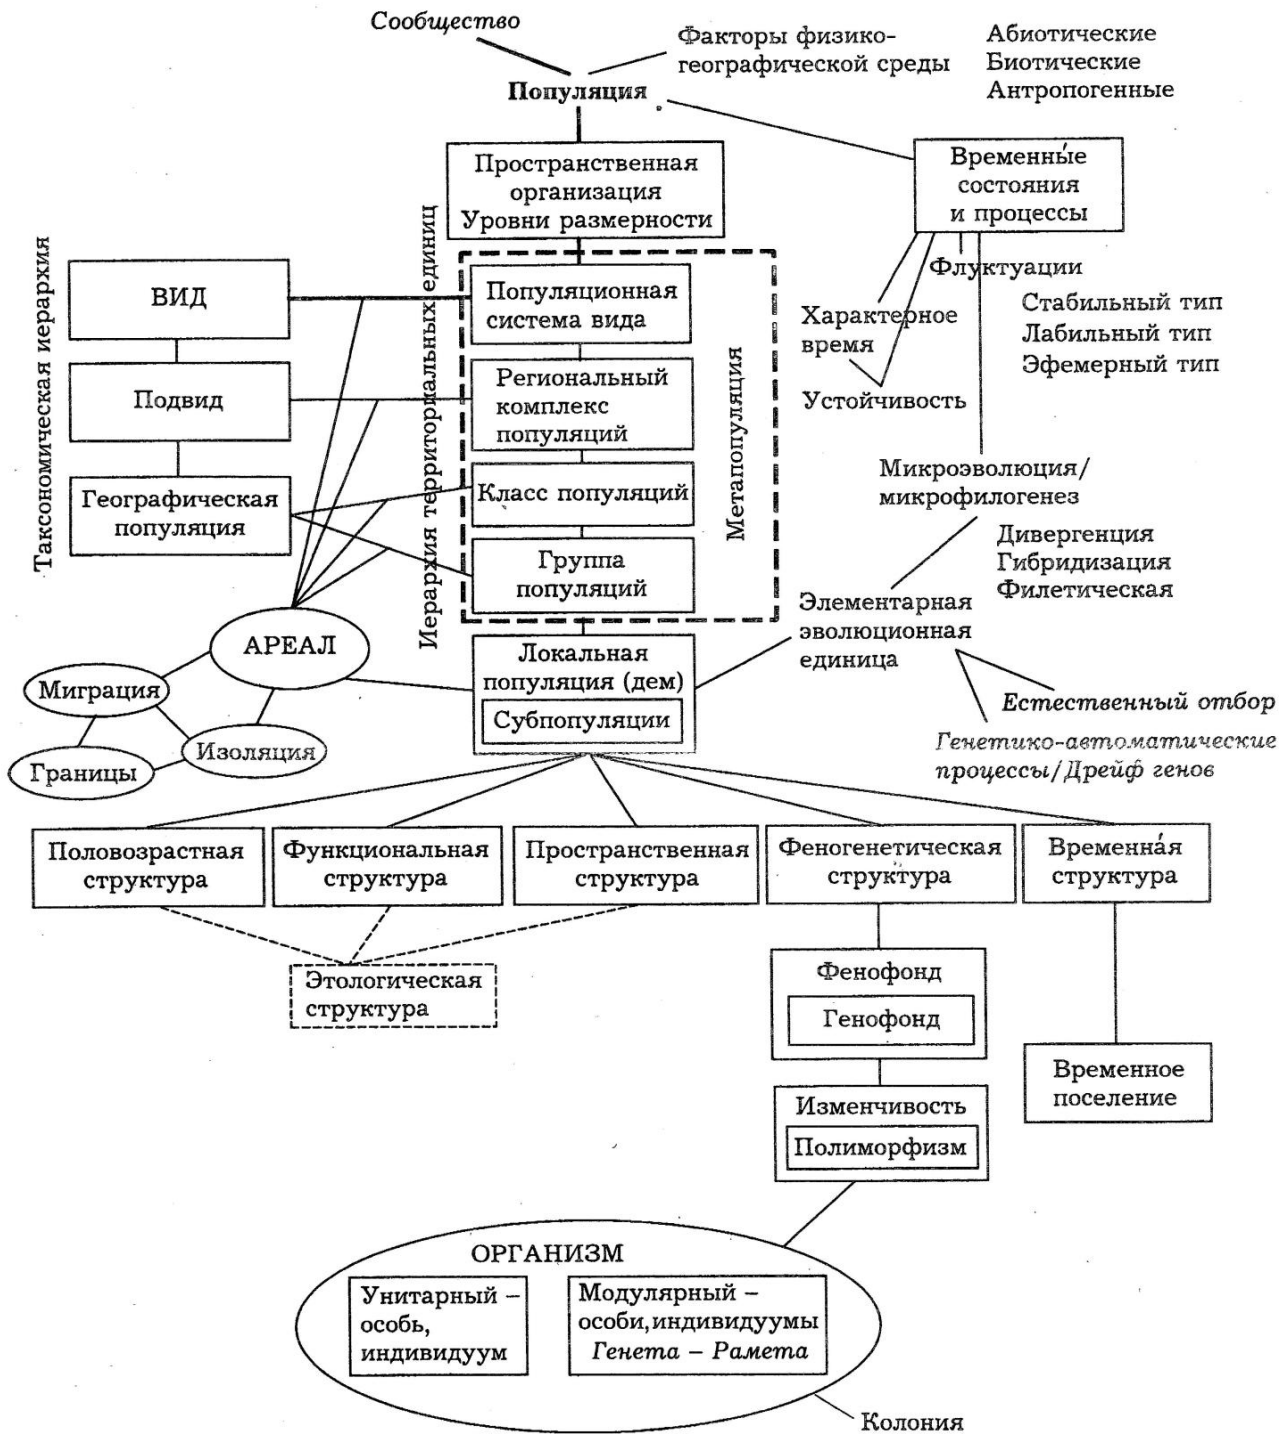 Сообщество
Факторы физико-
географической среды
Абиотические
Биотические
Антропогенные
Популяция
Пространственная
организация
Уровни размерности
Временны́е
состояния
и процессы
Таксономическая иерархия
Иерархия территориальных единиц
Метапопуляция
ВИД
Популяционная
система вида
Флуктуации
Стабильный тип
Лабильный тип
Эфемерный тип
Характерное
время
Устойчивость
Подвид
Региональный
комплекс
популяций
Географическая
популяция
Класс популяций
Микроэволюция/
микрофилогенез
Дивергенция
Гибридизация
Филетическая
Группа
популяций
Элементарная
эволюционная
единица
АРЕАЛ
Миграция
Изоляция
Границы
Локальная
популяция (дем)
Субпопуляции
Естественный отбор
Генетико-автоматические
процессы/Дрейф генов
Половозрастная
структура
Функциональная
структура
Пространственная
структура
Феногенетическая
структура
Временна́я
структура
Этологическая
структура
Фенофонд
Генофонд
Временное
поселение
Изменчивость
Полиморфизм
ОРГАНИЗМ
Унитарный –
особь,
индивидуум
Модулярный –
особи, индивидуумы
Генета – Рамета
Колония